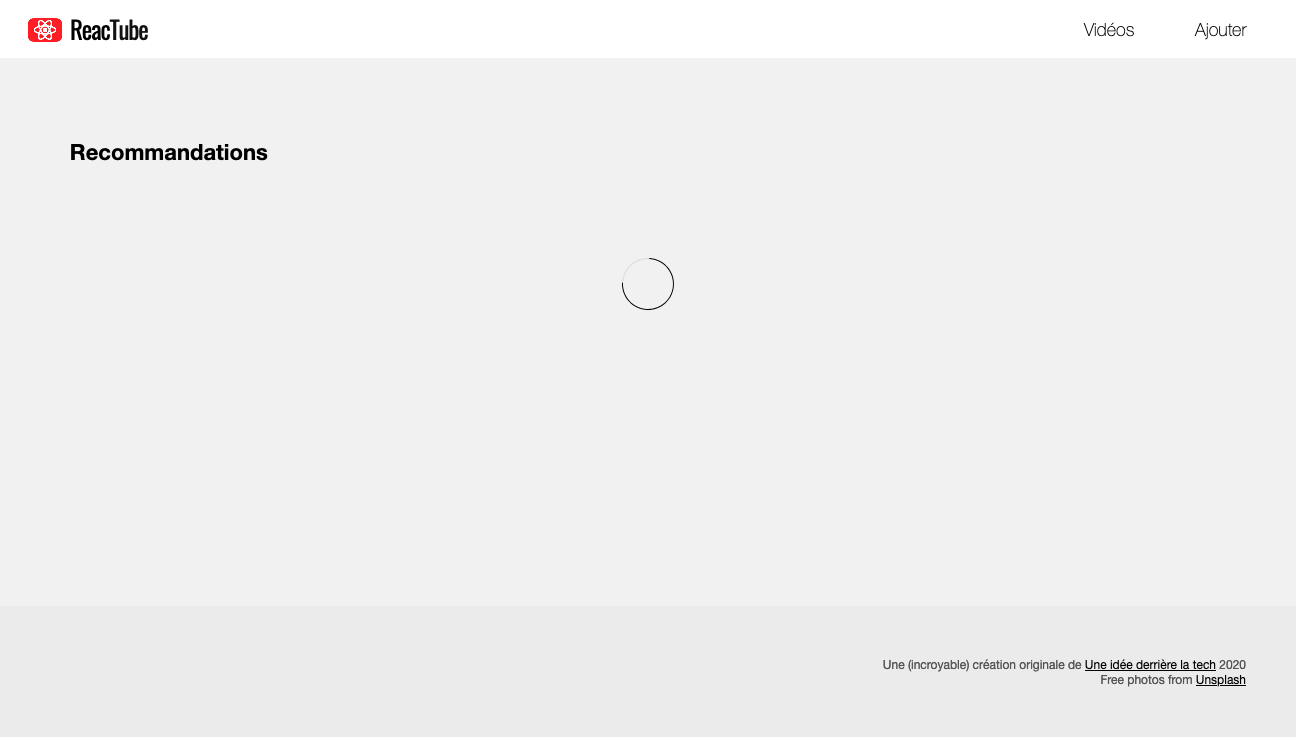 ReacTube
Vidéos
Ajouter
Recommandations
Une (incroyable) création originale de Une idée derrière la tech 2020
Free photos from Unsplash